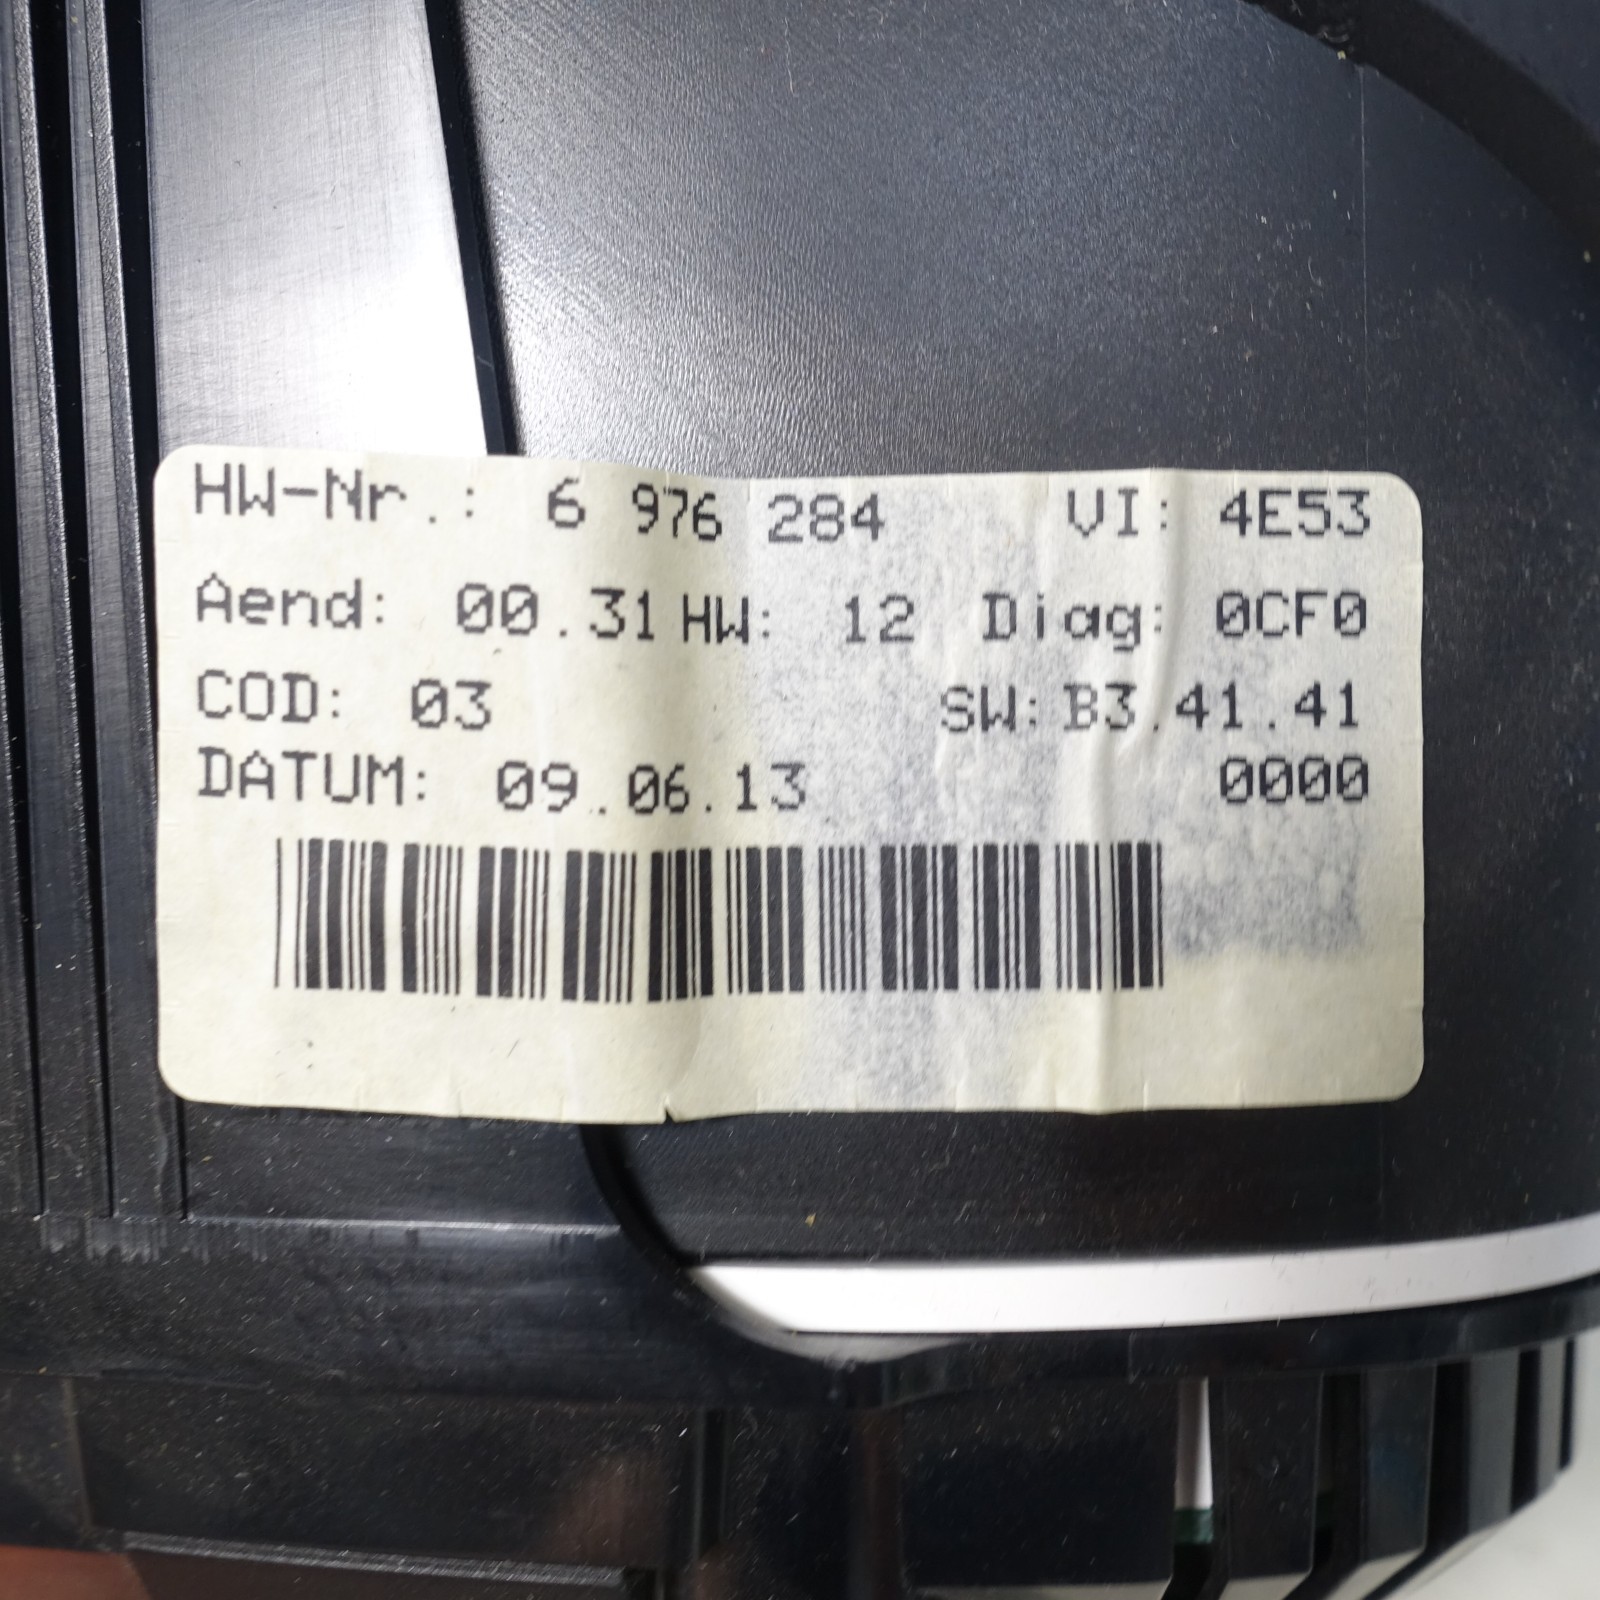 HW-Nr.: 6 976 284 VI: 4E53
Aend: 00.31 HW: 12 Diag: 0CF0
COD: 03 SW: B3.41.41
DATUM: 09.06.13 0000